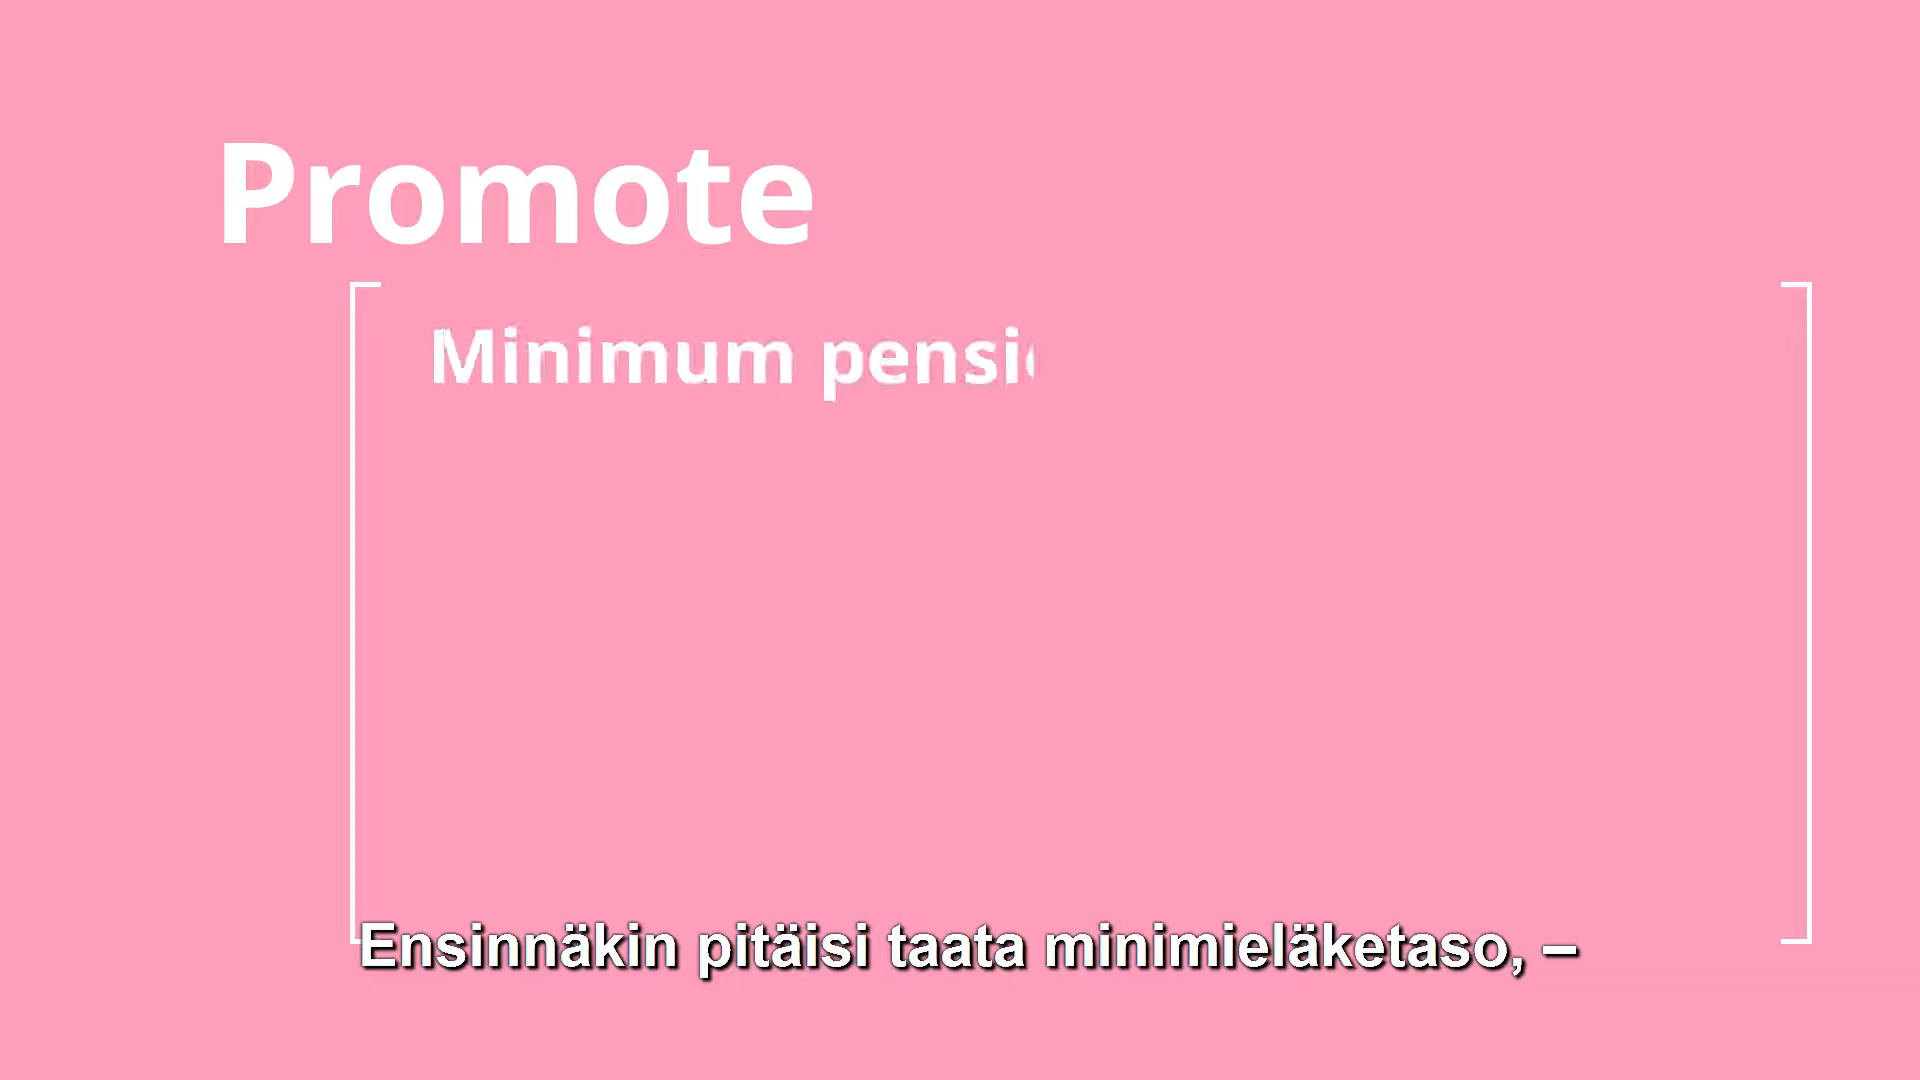 Promote
Minimum pensi
Ensinnäkin pitäisi taata minimieläketaso, –